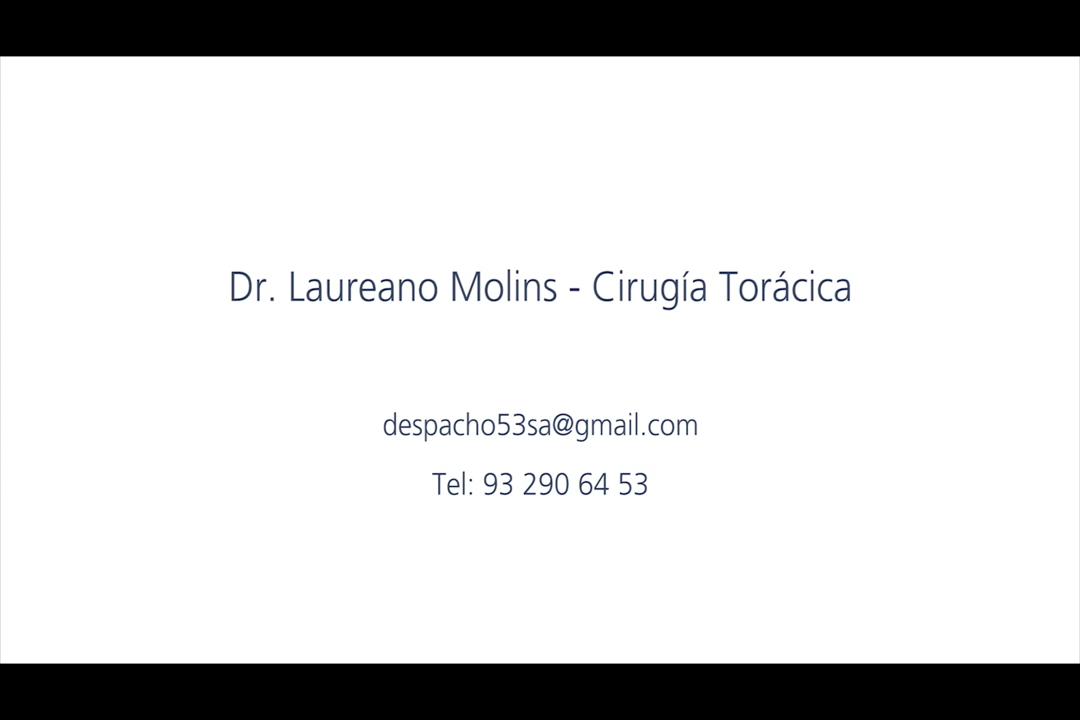 Dr. Laureano Molins - Cirugía Torácica
despacho53sa@gmail.com
Tel: 93 290 64 53